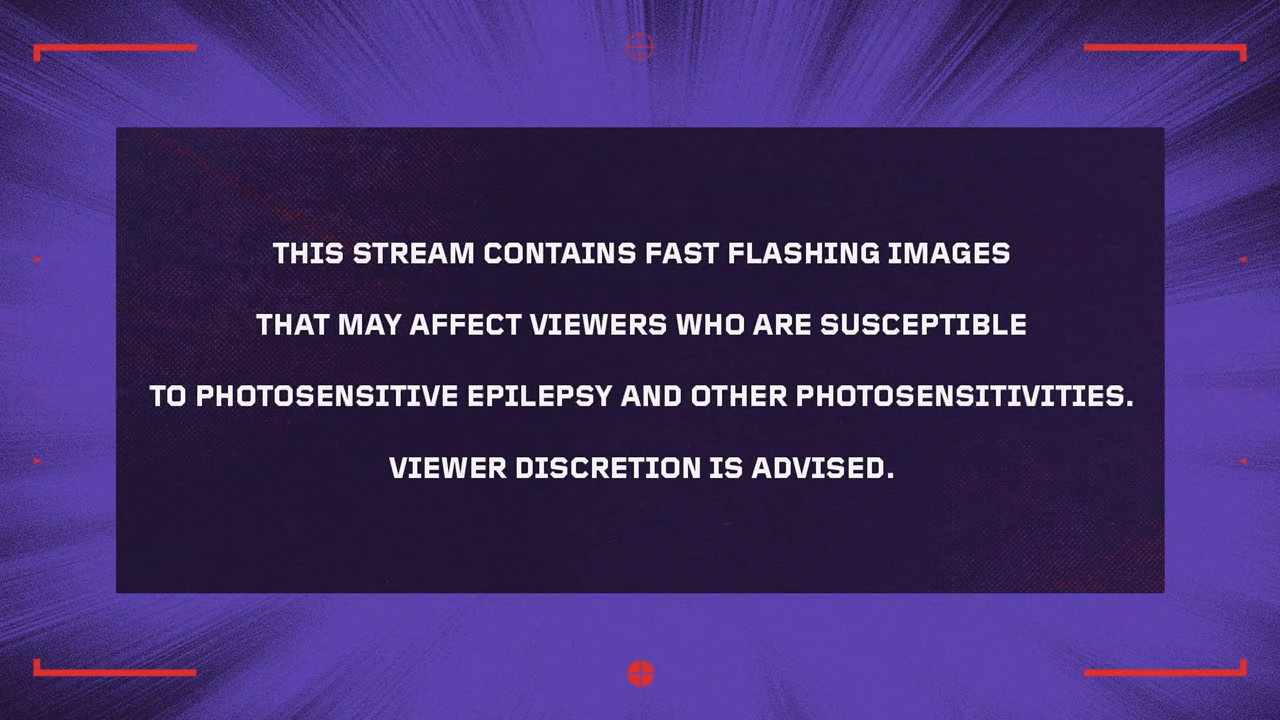 THIS STREAM CONTAINS FAST FLASHING IMAGES
THAT MAY AFFECT VIEWERS WHO ARE SUSCEPTIBLE
TO PHOTOSENSITIVE EPILEPSY AND OTHER PHOTOSENSITIVITIES.
VIEWER DISCRETION IS ADVISED.